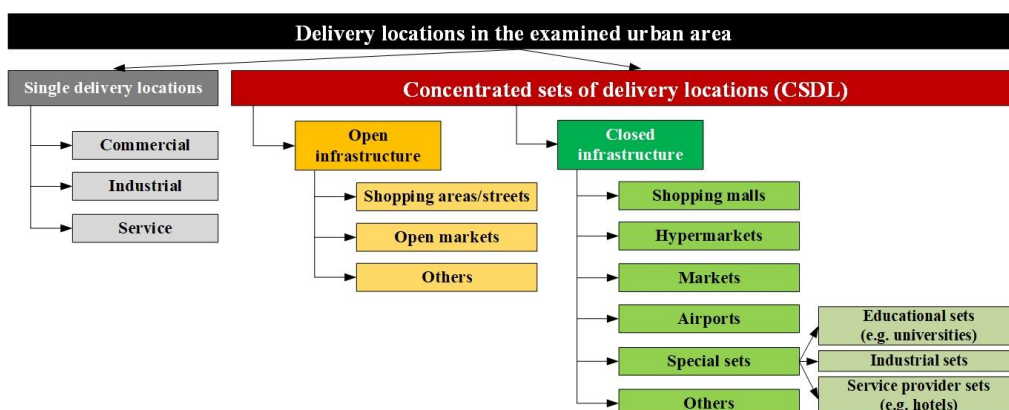 Delivery locations in the examined urban area
Single delivery locations
Concentrated sets of delivery locations (CSDL)
Commercial
Industrial
Service
Open
infrastructure
Shopping areas/streets
Open markets
Others
Closed
infrastructure
Shopping malls
Hypermarkets
Markets
Airports
Special sets
Others
Educational sets
(e.g. universities)
Industrial sets
Service provider sets
(e.g. hotels)